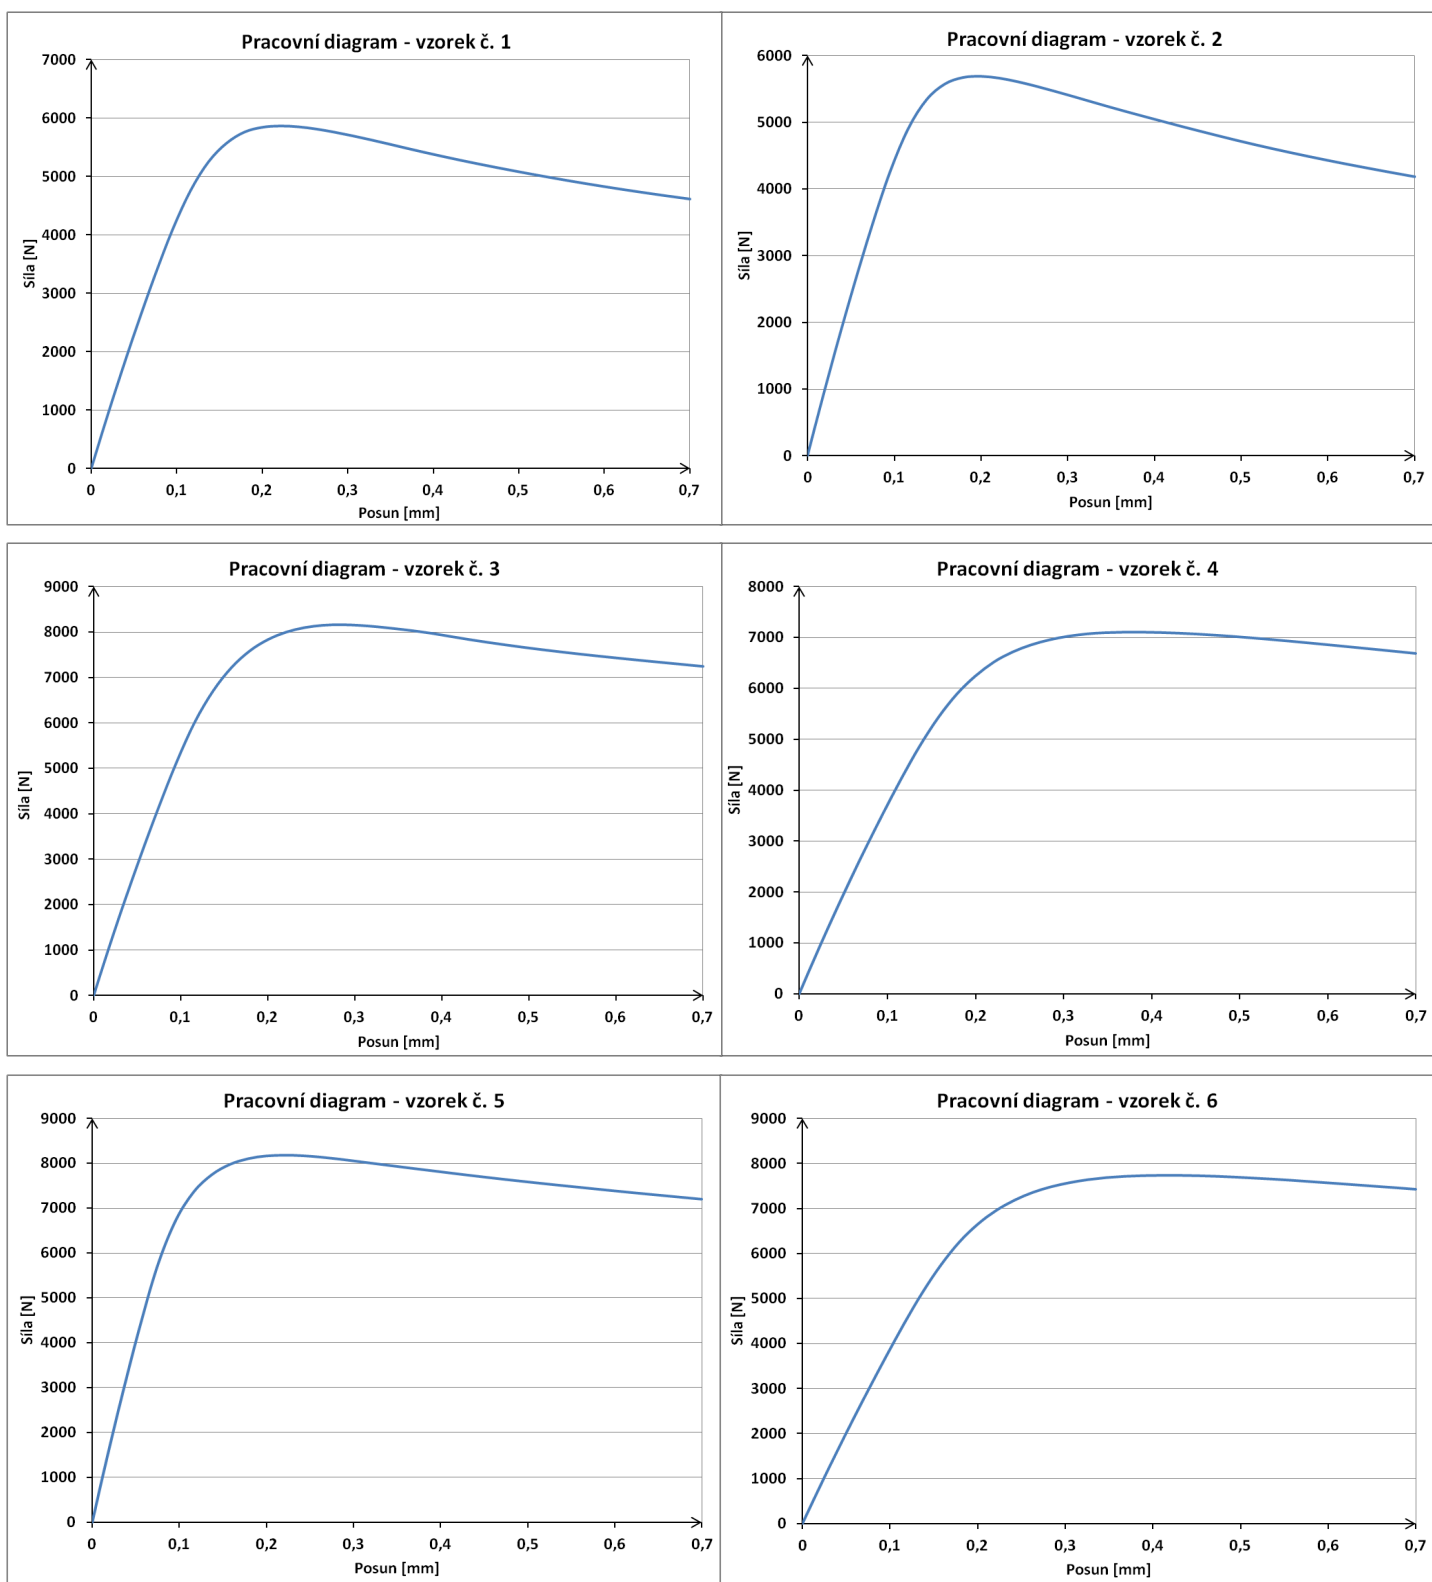 Pracovní diagram - vzorek č. 1
7000
6000
5000
4000
3000
2000
1000
0
Síla [N]
0 0,1 0,2 0,3 0,4 0,5 0,6 0,7
Posun [mm]
Pracovní diagram - vzorek č. 2
6000
5000
4000
3000
2000
1000
0
Síla [N]
0 0,1 0,2 0,3 0,4 0,5 0,6 0,7
Posun [mm]
Pracovní diagram - vzorek č. 3
9000
8000
7000
6000
5000
4000
3000
2000
1000
0
Síla [N]
0 0,1 0,2 0,3 0,4 0,5 0,6 0,7
Posun [mm]
Pracovní diagram - vzorek č. 4
8000
7000
6000
5000
4000
3000
2000
1000
0
Síla [N]
0 0,1 0,2 0,3 0,4 0,5 0,6 0,7
Posun [mm]
Pracovní diagram - vzorek č. 5
9000
8000
7000
6000
5000
4000
3000
2000
1000
0
Síla [N]
0 0,1 0,2 0,3 0,4 0,5 0,6 0,7
Posun [mm]
Pracovní diagram - vzorek č. 6
9000
8000
7000
6000
5000
4000
3000
2000
1000
0
Síla [N]
0 0,1 0,2 0,3 0,4 0,5 0,6 0,7
Posun [mm]